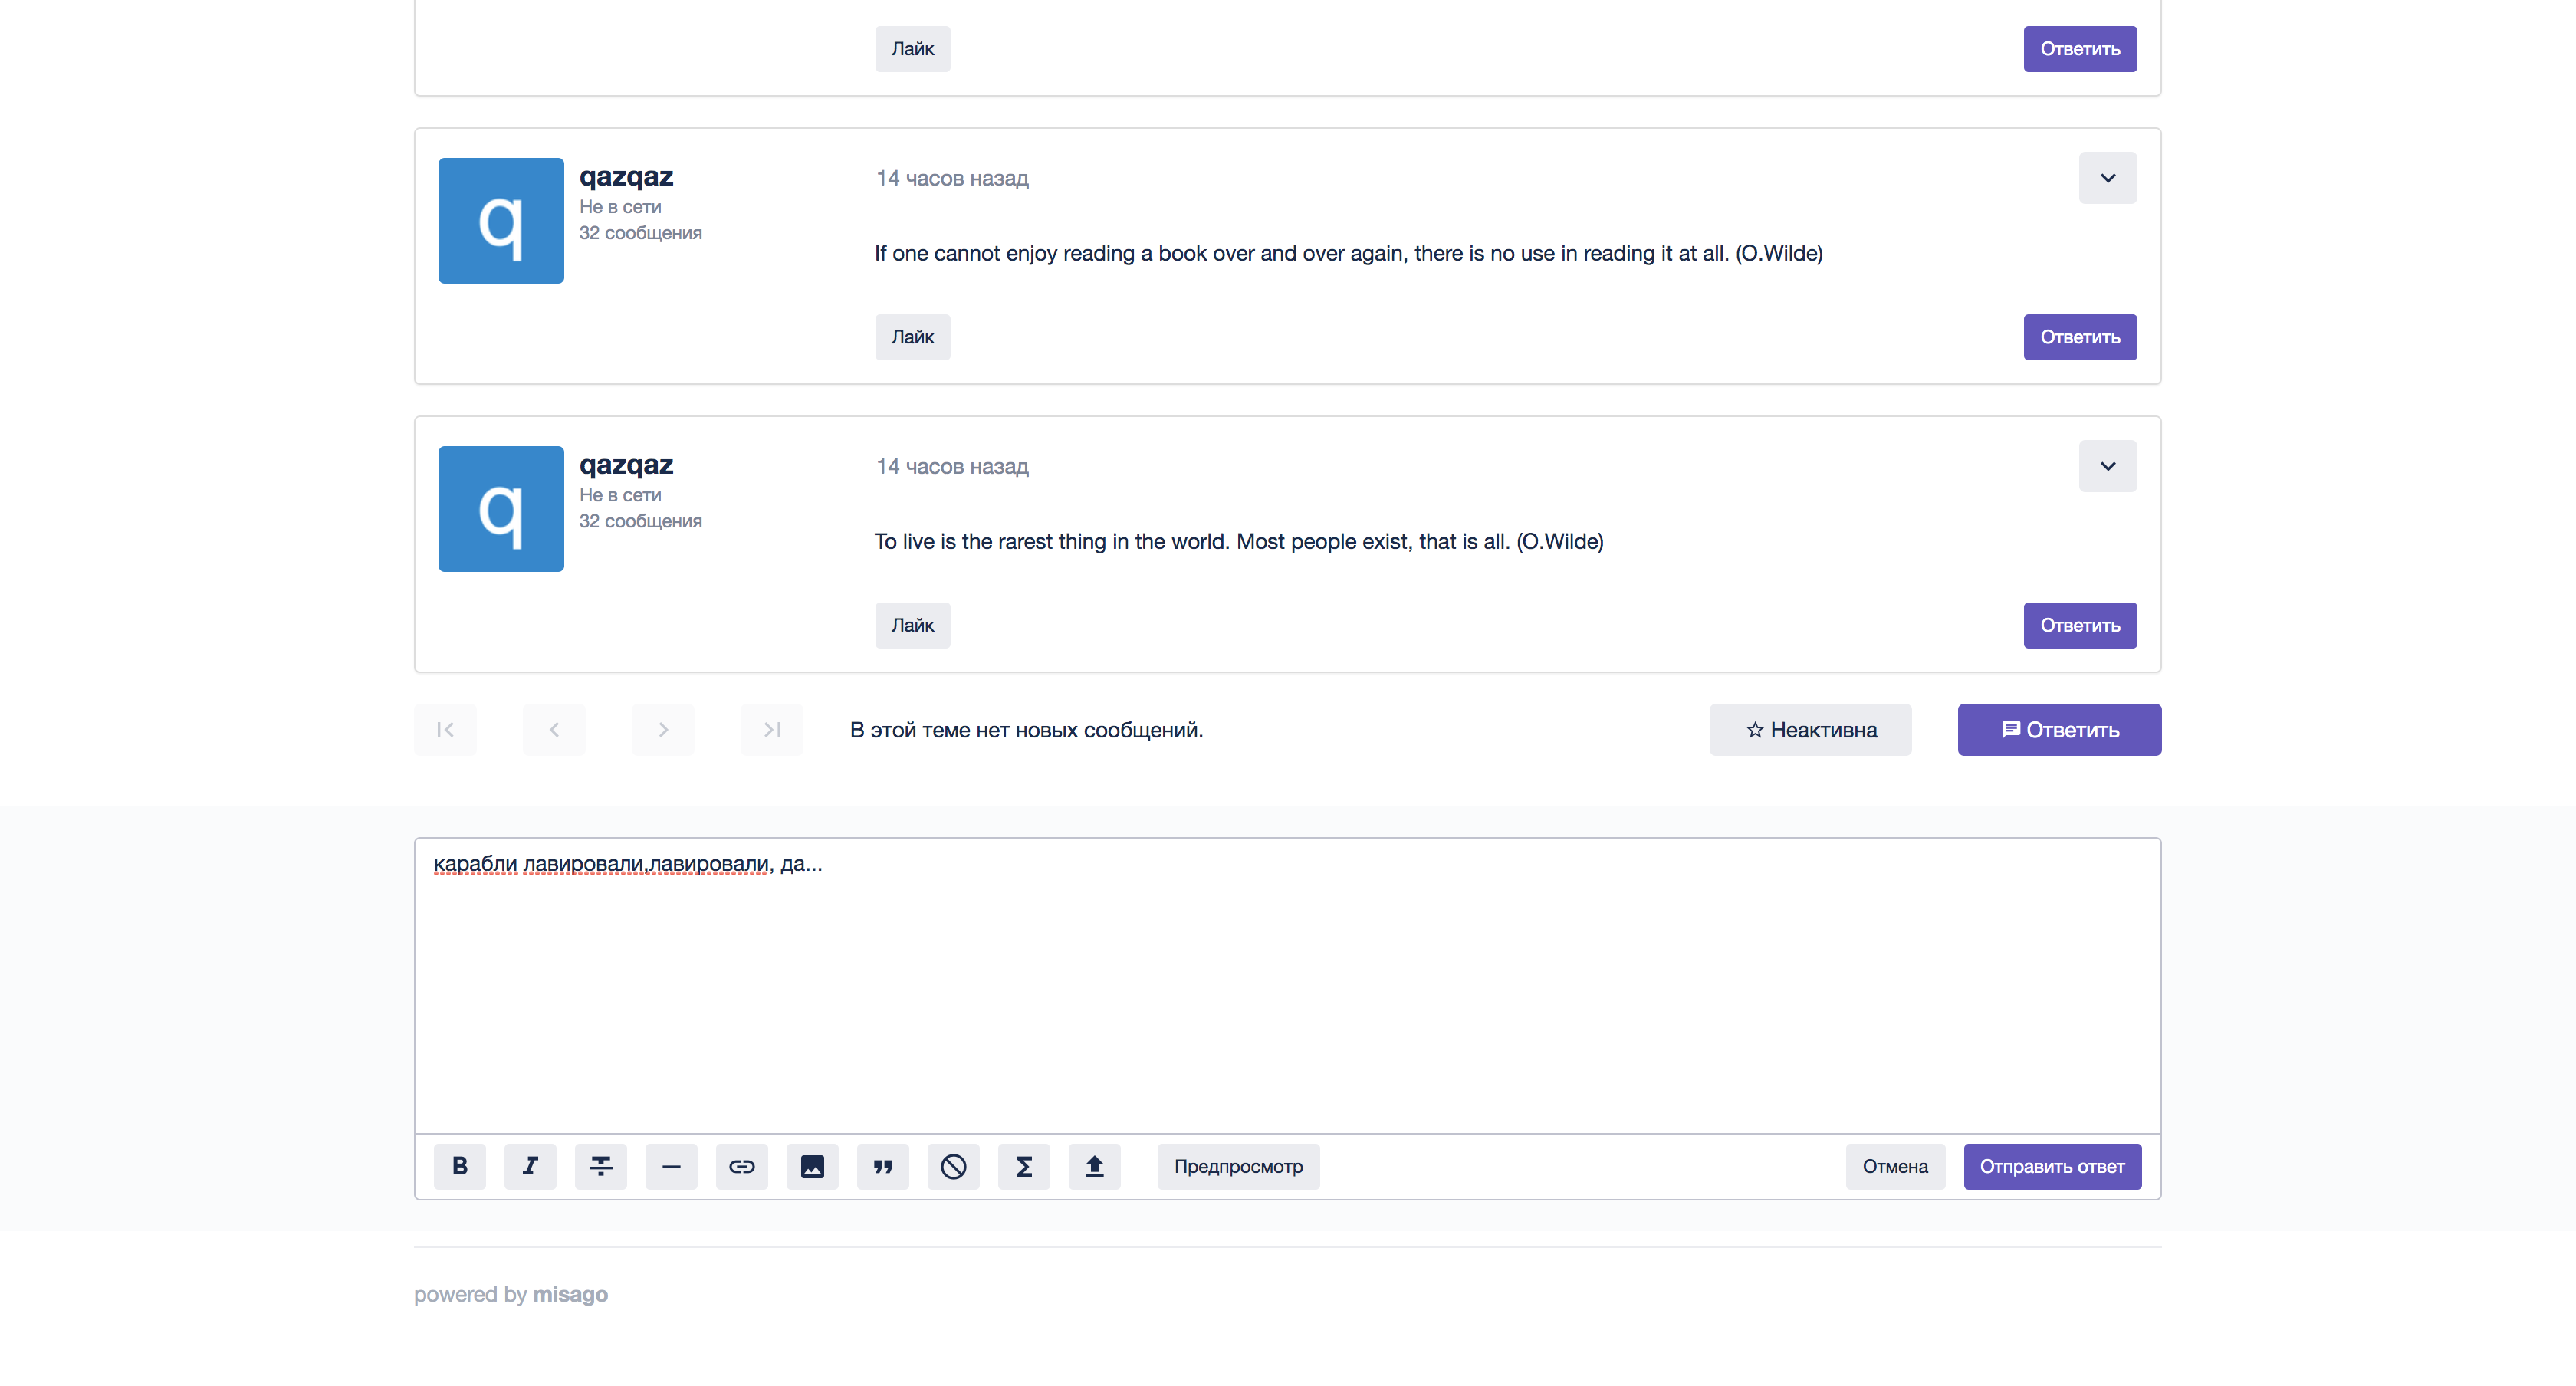 Лайк
Ответить
q
qazqaz
Не в сети
32 сообщения
14 часов назад
If one cannot enjoy reading a book over and over again, there is no use in reading it at all. (O.Wilde)
Лайк
Ответить
q
qazqaz
Не в сети
32 сообщения
14 часов назад
To live is the rarest thing in the world. Most people exist, that is all. (O.Wilde)
Лайк
Ответить
В этой теме нет новых сообщений.
Неактивна
Ответить
карабли лавировали,лавировали, да...
Предпросмотр
Отмена
Отправить ответ
powered by misago